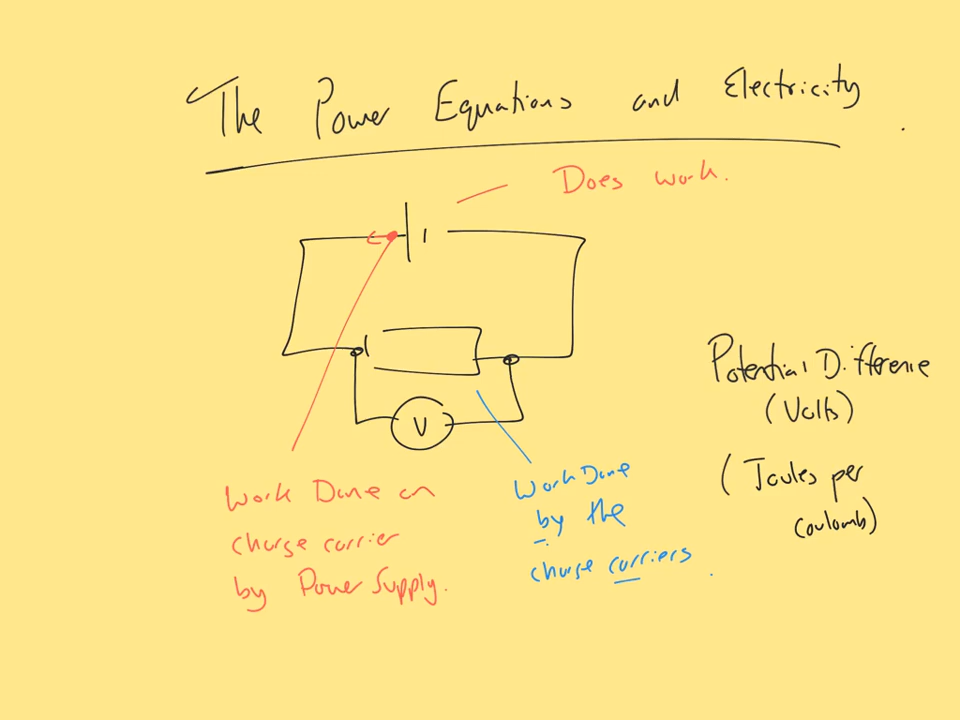 The Power Equations and Electricity
Does work.
V
Potential Difference
(Volts)
(Joules per
Coulomb)
Work Done on
charge carrier
by Power Supply.
Work Done
by the
charge carriers.